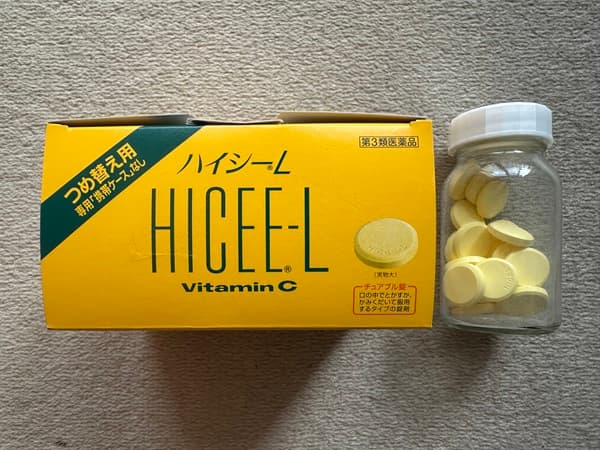 つめ替え用
専用「携帯ケース」なし
第3類医薬品
ハイシー®L
HICEE-L®
Vitamin C
(実物大)
チュアブル錠
口の中でとかすか、
かみくだいて服用
するタイプの錠剤